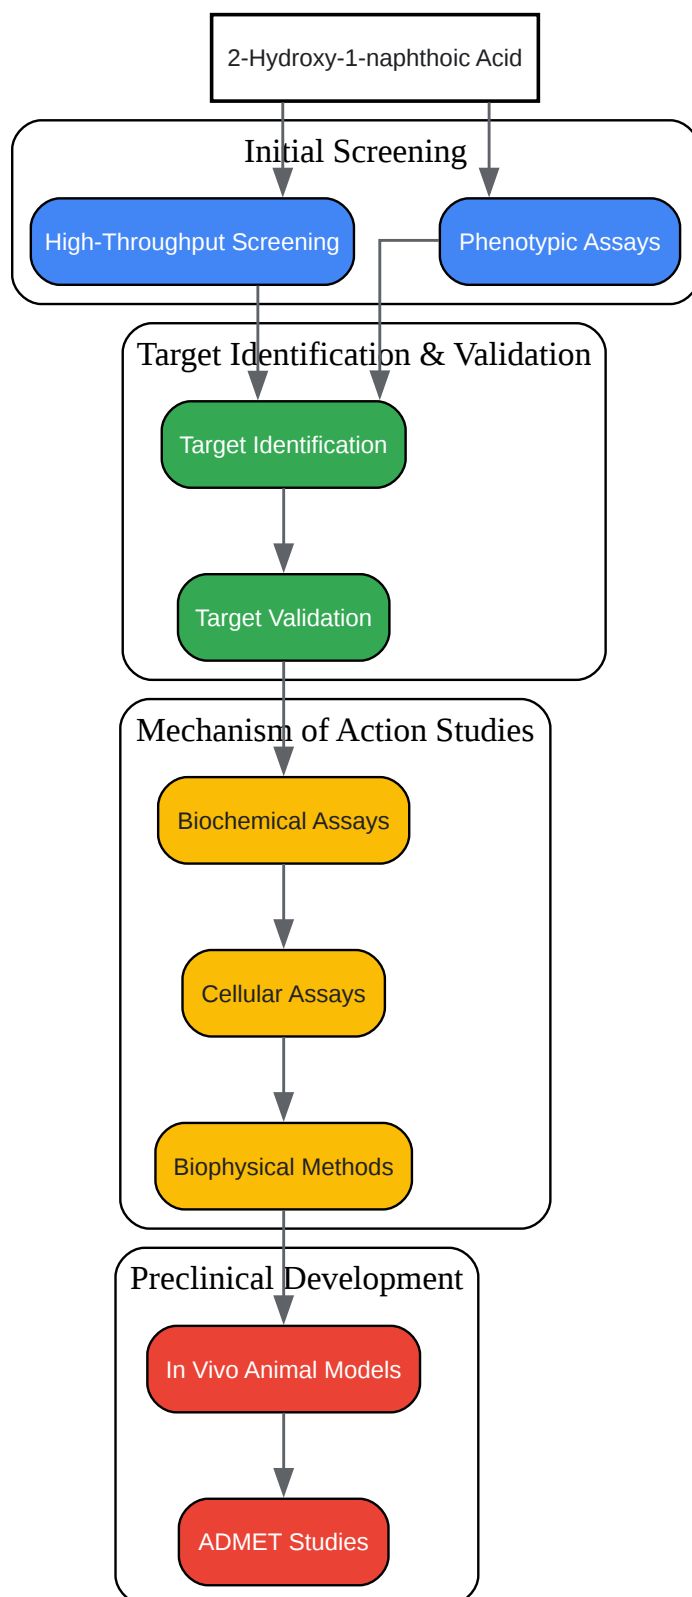 2-Hydroxy-1-naphthoic Acid
Initial Screening
High-Throughput Screening
Phenotypic Assays
Target Identification & Validation
Target Identification
Target Validation
Mechanism of Action Studies
Biochemical Assays
Cellular Assays
Biophysical Methods
Preclinical Development
In Vivo Animal Models
ADMET Studies